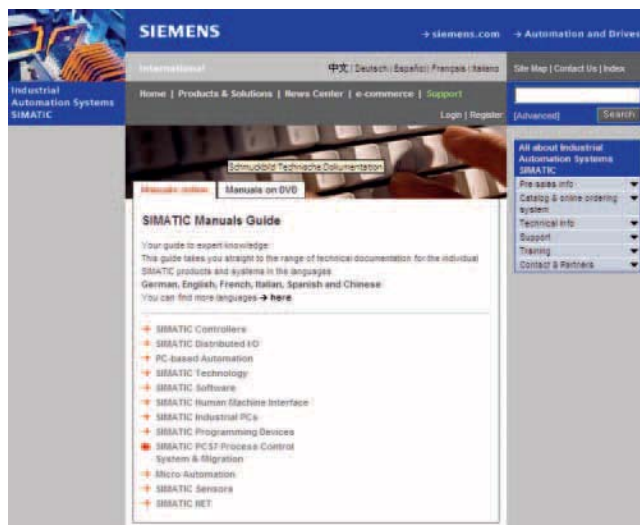 SIEMENS
→ siemens.com
→ Automation and Drives
International
中文 | Deutsch | Español | Français | Italiano
Site Map | Contact Us | Index
Industrial
Automation Systems
SIMATIC
Home | Products & Solutions | News Center | e-commerce | Support
Login | Register
[Advanced]
Search
Schmuckbild Technische Dokumentation
Manuals online
Manuals on DVD
All about Industrial
Automation Systems
SIMATIC
Pre-sales info
Catalog & online ordering
system
Technical Info
Support
Training
Contact & Partners
SIMATIC Manuals Guide
Your guide to expert knowledge:
This guide takes you straight to the range of technical documentation for the individual
SIMATIC products and systems in the languages
German, English, French, Italian, Spanish and Chinese
You can find more languages → here
→ SIMATIC Controllers
→ SIMATIC Distributed I/O
→ PC-based Automation
→ SIMATIC Technology
→ SIMATIC Software
→ SIMATIC Human Machine Interface
→ SIMATIC Industrial PCs
→ SIMATIC Programming Devices
SIMATIC PCS7 Process Control
System & Migration
→ Micro Automation
→ SIMATIC Sensors
→ SIMATIC NET